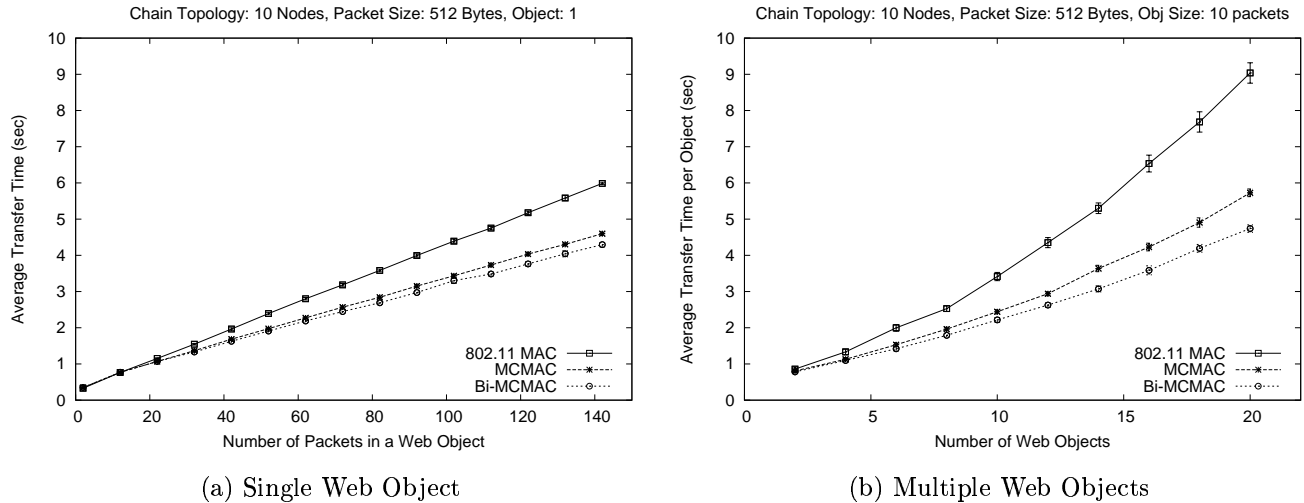 Chain Topology: 10 Nodes, Packet Size: 512 Bytes, Object: 1
10
9
8
7
6
5
4
3
2
1
0
Average Transfer Time (sec)
802.11 MAC
MCMAC
Bi-MCMAC
0 20 40 60 80 100 120 140
Number of Packets in a Web Object
(a) Single Web Object
Chain Topology: 10 Nodes, Packet Size: 512 Bytes, Obj Size: 10 packets
10
9
8
7
6
5
4
3
2
1
0
Average Transfer Time per Object (sec)
802.11 MAC
MCMAC
Bi-MCMAC
0 5 10 15 20
Number of Web Objects
(b) Multiple Web Objects